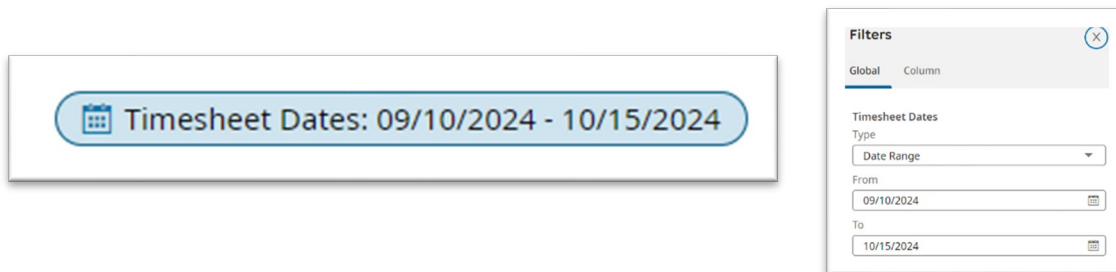 Timesheet Dates: 09/10/2024 - 10/15/2024
Filters
Global Column
Timesheet Dates
Type
Date Range
From
09/10/2024
To
10/15/2024